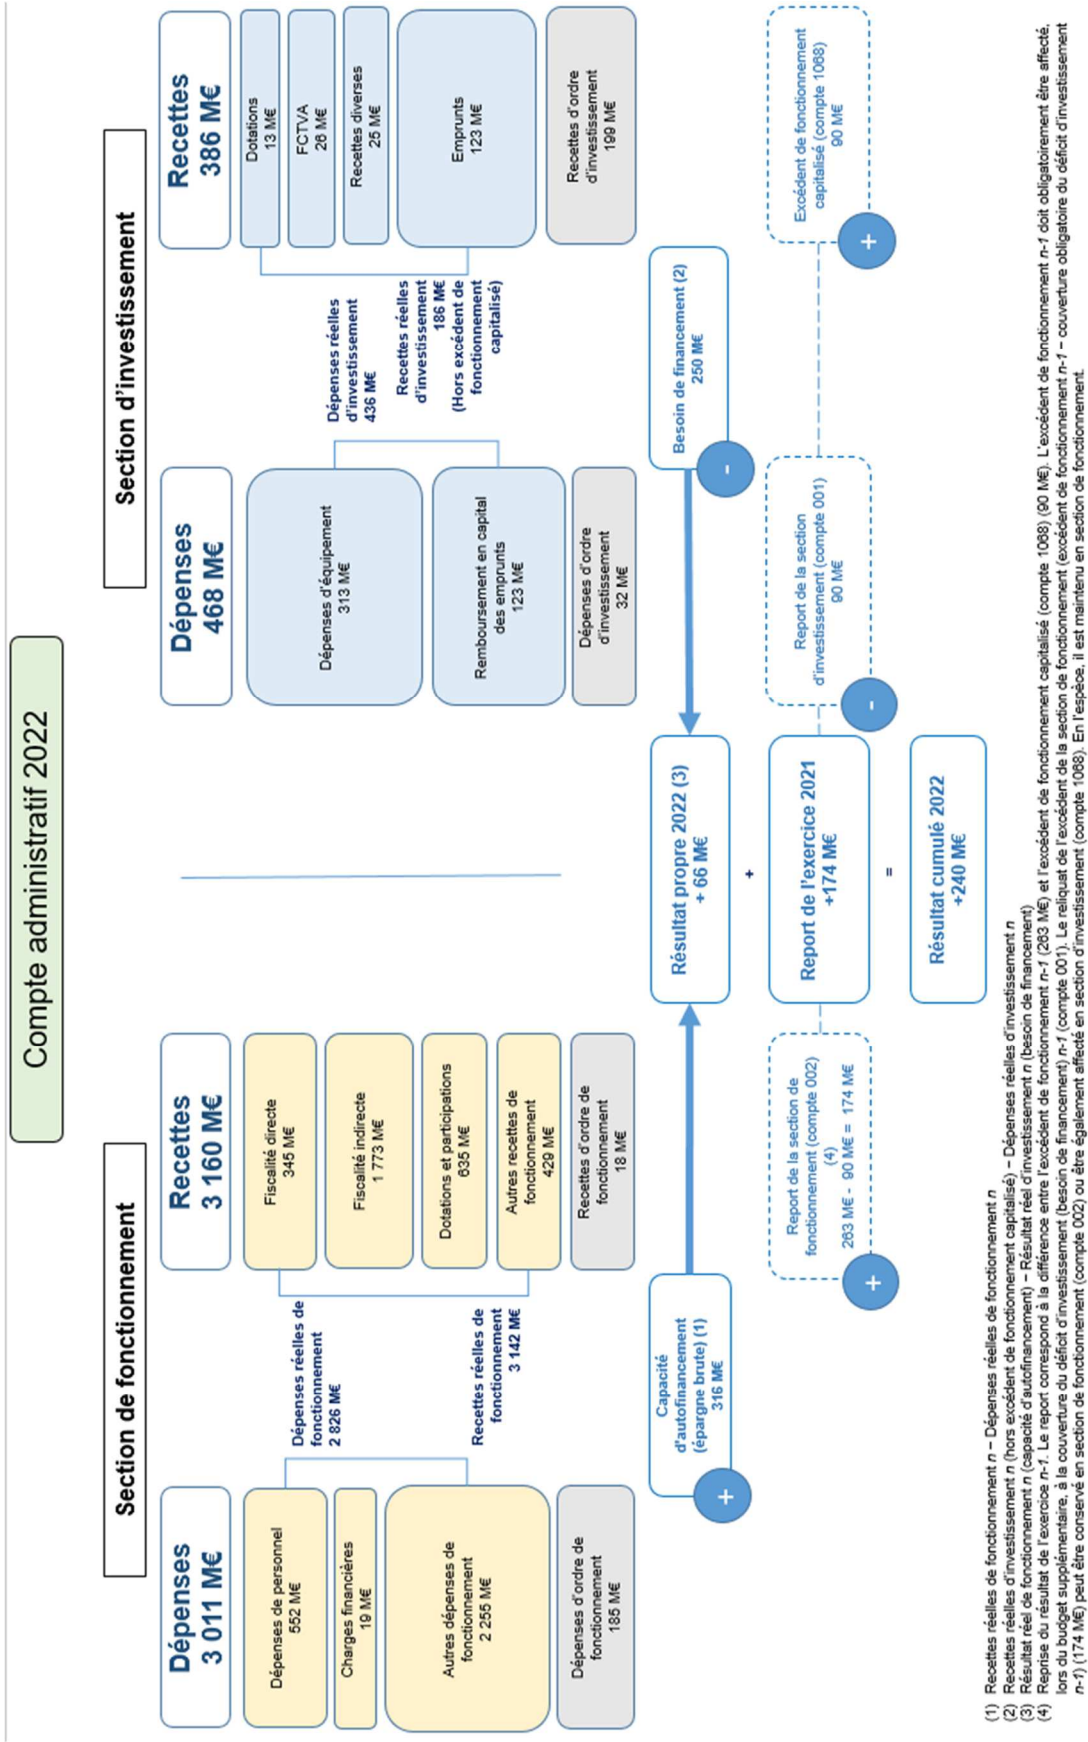 Compte administratif 2022
Section de fonctionnement
Dépenses
3 011 M€
Dépenses de personnel
552 M€
Charges financières
19 M€
Autres dépenses de
fonctionnement
2 255 M€
Dépenses d'ordre de
fonctionnement
185 M€
Dépenses réelles de
fonctionnement
2 826 M€
Recettes réelles de
fonctionnement
3 142 M€
Recettes
3 160 M€
Fiscalité directe
345 M€
Fiscalité indirecte
1 773 M€
Dotations et participations
635 M€
Autres recettes de
fonctionnement
429 M€
Recettes d'ordre de
fonctionnement
18 M€
Section d'investissement
Dépenses
468 M€
Dépenses d'équipement
313 M€
Remboursement en capital
des emprunts
123 M€
Dépenses d'ordre
d'investissement
32 M€
Dépenses réelles
d'investissement
436 M€
Recettes réelles
d'investissement
186 M€
(Hors excédent de
fonctionnement
capitalisé)
Recettes
386 M€
Dotations
13 M€
FCTVA
26 M€
Recettes diverses
25 M€
Emprunts
123 M€
Recettes d'ordre
d'investissement
199 M€
Capacité
d'autofinancement
(épargne brute) (1)
316 M€
+
Résultat propre 2022 (3)
+ 66 M€
Besoin de financement (2)
250 M€
-
+
Report de la section de
fonctionnement (compte 002)
(4)
263 M€ - 90 M€ = 174 M€
+
Report de l'exercice 2021
+174 M€
Report de la section
d'investissement (compte 001)
90 M€
-
Excédent de fonctionnement
capitalisé (compte 1068)
90 M€
+
=
Résultat cumulé 2022
+240 M€
(1) Recettes réelles de fonctionnement n – Dépenses réelles de fonctionnement n
(2) Recettes réelles d'investissement n (hors excédent de fonctionnement capitalisé) – Dépenses réelles d'investissement n
(3) Résultat réel de fonctionnement n (capacité d'autofinancement) – Résultat réel d'investissement n (besoin de financement)
(4) Reprise du résultat de l'exercice n-1. Le report correspond à la différence entre l'excédent de fonctionnement n-1 (263 M€) et l'excédent de fonctionnement capitalisé (compte 1068) (90 M€). L'excédent de fonctionnement n-1 doit obligatoirement être affecté,
lors du budget supplémentaire, à la couverture du déficit d'investissement (besoin de financement) n-1 (compte 001). Le reliquat de l'excédent de la section de fonctionnement (excédent de fonctionnement n-1 – couverture obligatoire du déficit d'investissement
n-1) (174 M€) peut être conservé en section de fonctionnement (compte 002) ou être également affecté en section d'investissement (compte 1068). En l'espèce, il est maintenu en section de fonctionnement.